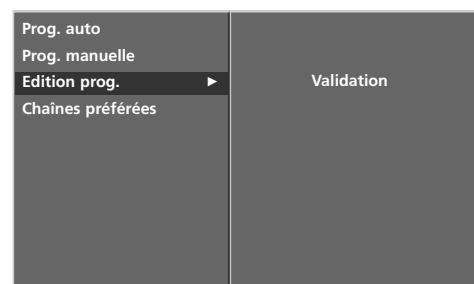 Prog. auto
Prog. manuelle
Edition prog. ►
Validation
Chaînes préférées